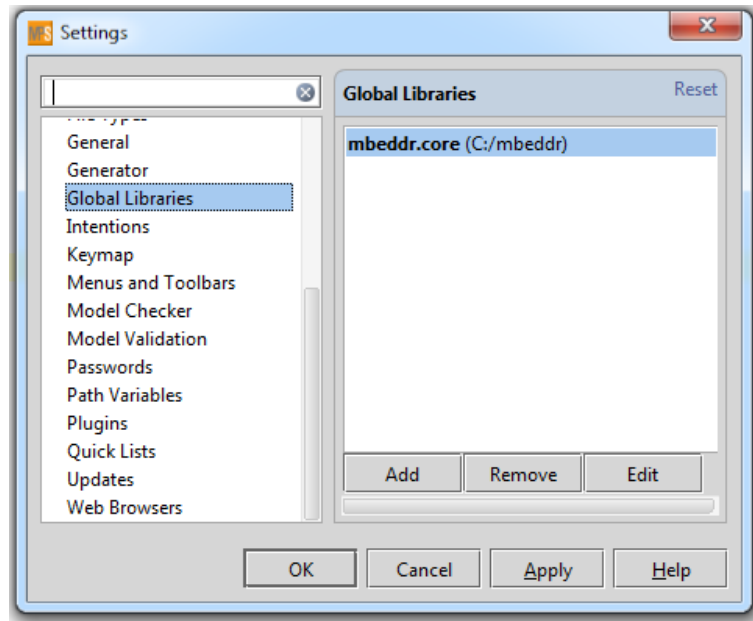 MPS Settings
Global Libraries Reset
General
Generator
Global Libraries
Intentions
Keymap
Menus and Toolbars
Model Checker
Model Validation
Passwords
Path Variables
Plugins
Quick Lists
Updates
Web Browsers
mbeddr.core (C:/mbeddr)
Add Remove Edit
OK Cancel Apply Help